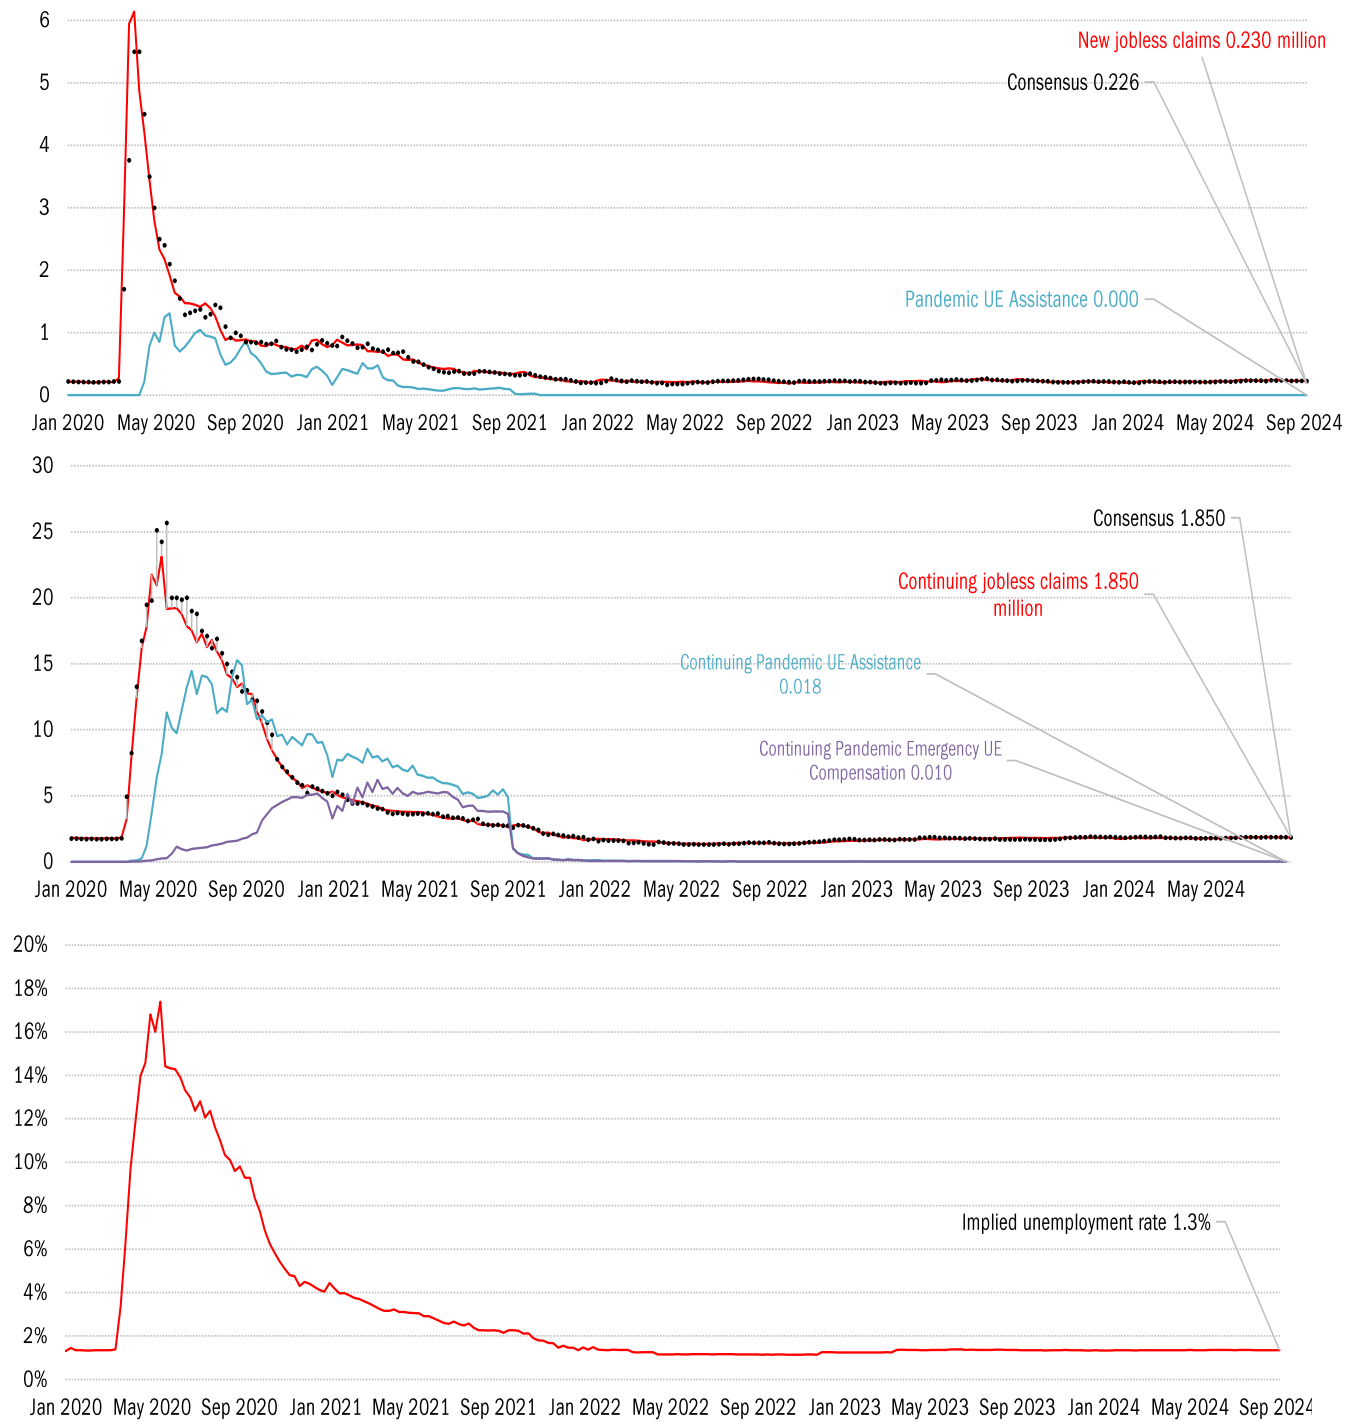 6
New jobless claims 0.230 million
5
Consensus 0.226
4
3
2
Pandemic UE Assistance 0.000
1
0
Jan 2020 May 2020 Sep 2020 Jan 2021 May 2021 Sep 2021 Jan 2022 May 2022 Sep 2022 Jan 2023 May 2023 Sep 2023 Jan 2024 May 2024 Sep 2024
30
Consensus 1.850
25
Continuing jobless claims 1.850
million
20
Continuing Pandemic UE Assistance
0.018
15
10
Continuing Pandemic Emergency UE
Compensation 0.010
5
0
Jan 2020 May 2020 Sep 2020 Jan 2021 May 2021 Sep 2021 Jan 2022 May 2022 Sep 2022 Jan 2023 May 2023 Sep 2023 Jan 2024 May 2024
20%
18%
16%
14%
12%
10%
8%
Implied unemployment rate 1.3%
6%
4%
2%
0%
Jan 2020 May 2020 Sep 2020 Jan 2021 May 2021 Sep 2021 Jan 2022 May 2022 Sep 2022 Jan 2023 May 2023 Sep 2023 Jan 2024 May 2024 Sep 2024